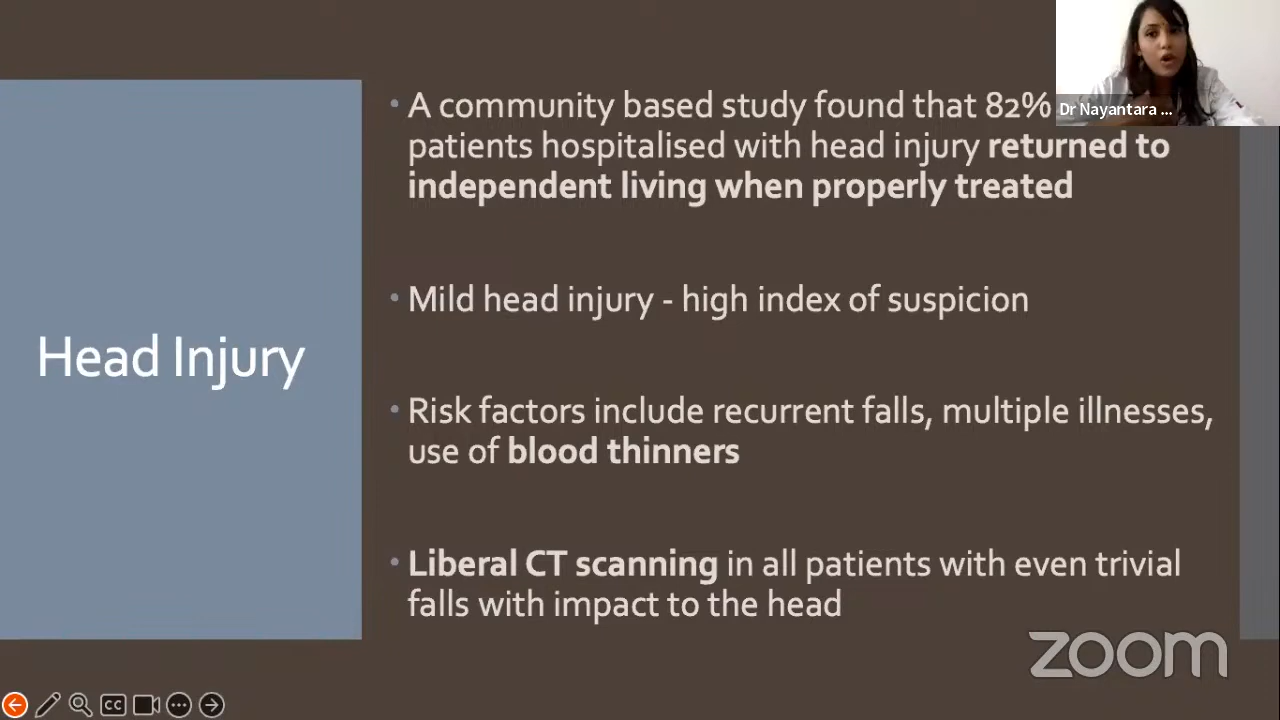 Dr Nayantara ...
• A community based study found that 82%
patients hospitalised with head injury returned to
independent living when properly treated
• Mild head injury - high index of suspicion
Head Injury
• Risk factors include recurrent falls, multiple illnesses,
use of blood thinners
• Liberal CT scanning in all patients with even trivial
falls with impact to the head
zoom
CC